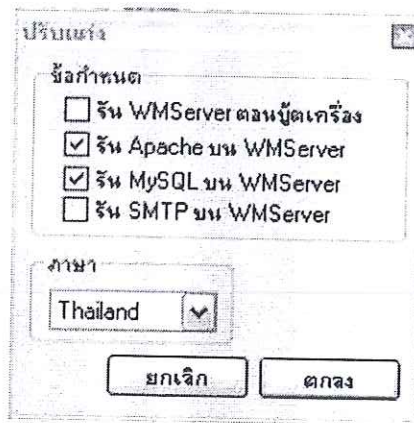 ปรับแต่ง
ข้อกำหนด
รัน WMServer ตอนบู๊ตเครื่อง
รัน Apache บน WMServer
รัน MySQL บน WMServer
รัน SMTP บน WMServer
ภาษา
Thailand
ยกเลิก
ตกลง